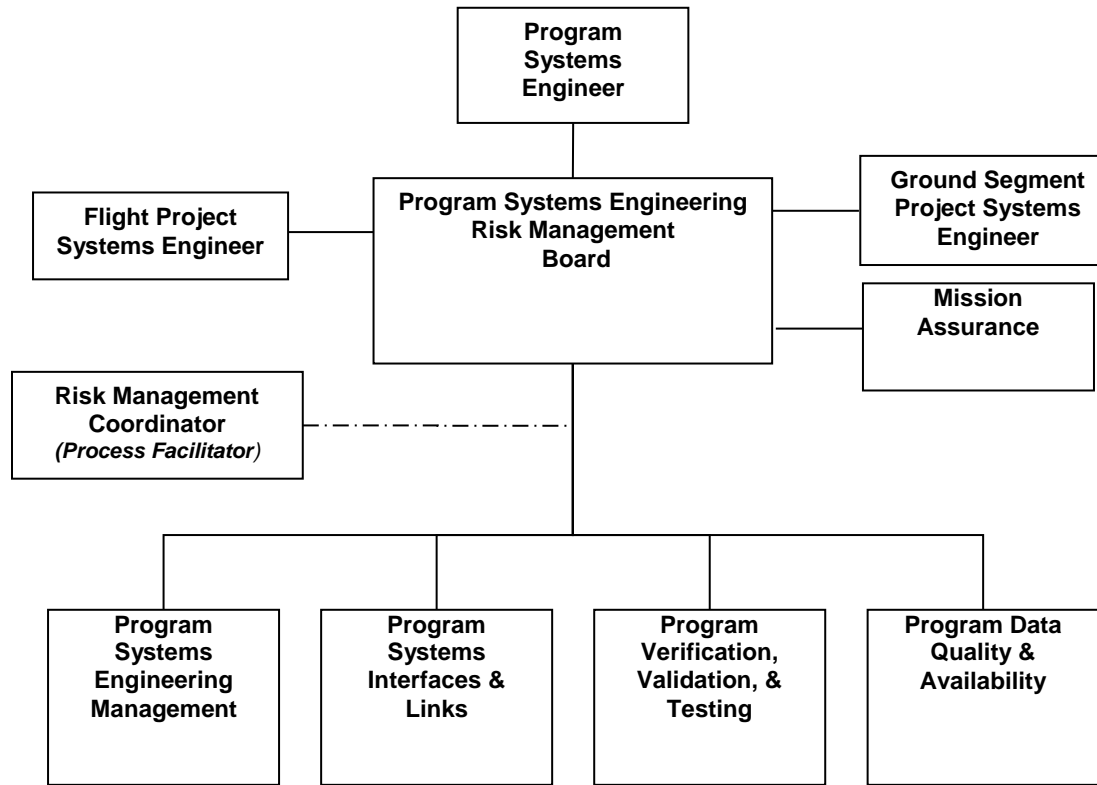 Program
Systems
Engineer
Flight Project
Systems Engineer
Program Systems Engineering
Risk Management
Board
Ground Segment
Project Systems
Engineer
Mission
Assurance
Risk Management
Coordinator
(Process Facilitator)
Program
Systems
Engineering
Management
Program
Systems
Interfaces &
Links
Program
Verification,
Validation, &
Testing
Program Data
Quality &
Availability